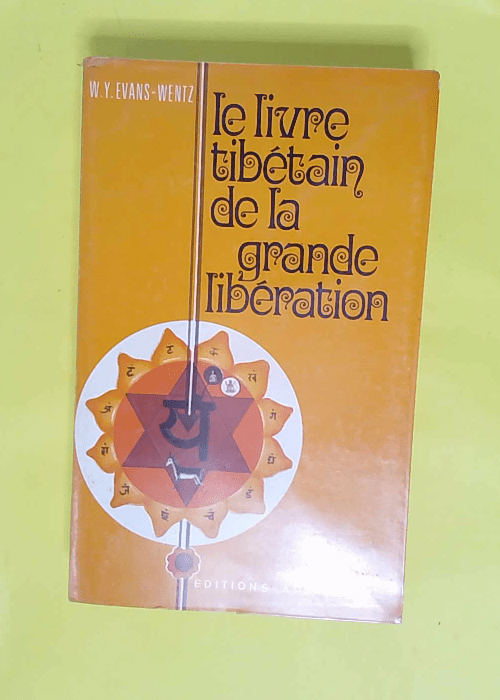 W.Y. EVANS-WENTZ
le livre
tibétain
de la
grande
libération
EDITIONS